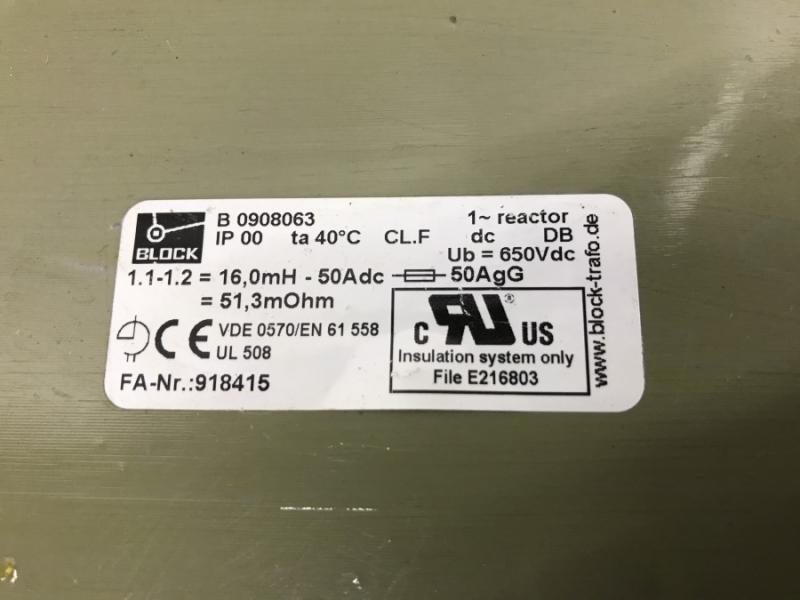 BLOCK
B 0908063 1~ reactor
IP 00 ta 40°C CL.F dc DB
Ub = 650Vdc
1.1-1.2 = 16,0mH - 50Adc 50AgG
= 51,3mOhm
CE VDE 0570/EN 61 558
UL 508
FA-Nr.:918415
C RU ® US
Insulation system only
File E216803
www.block-trafo.de